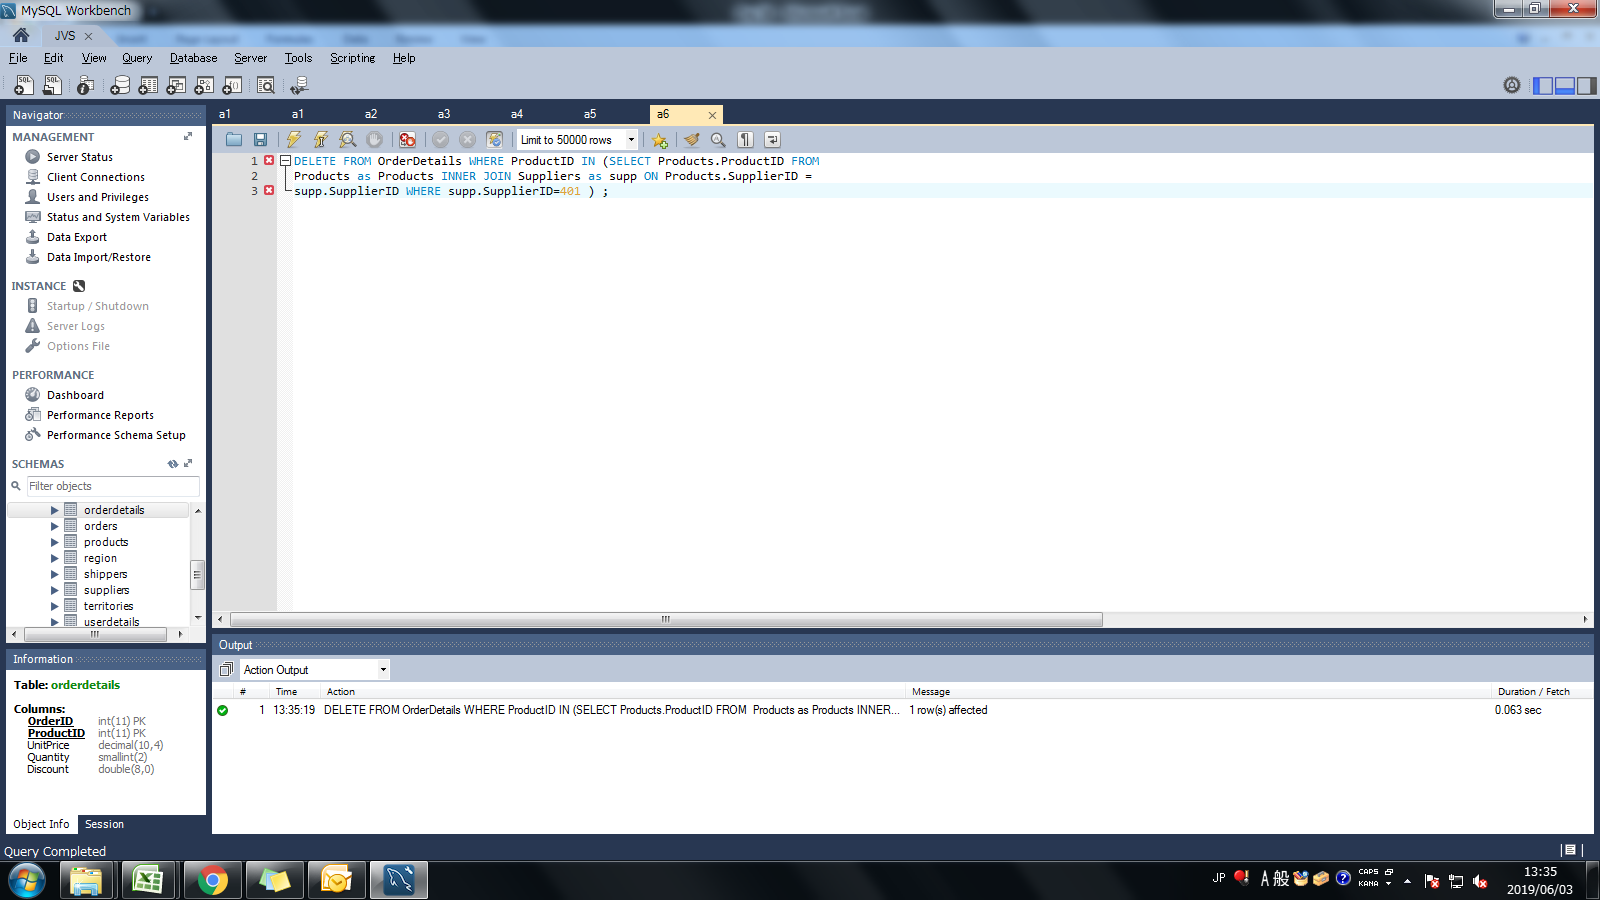 MySQL Workbench
JVS
File Edit View Query Database Server Tools Scripting Help
Navigator
MANAGEMENT
Server Status
Client Connections
Users and Privileges
Status and System Variables
Data Export
Data Import/Restore
INSTANCE
Startup / Shutdown
Server Logs
Options File
PERFORMANCE
Dashboard
Performance Reports
Performance Schema Setup
SCHEMAS
Filter objects
orderdetails
orders
products
region
shippers
suppliers
territories
userdetails
Information
Table: orderdetails
Columns:
OrderID int(11) PK
ProductID int(11) PK
UnitPrice decimal(10,4)
Quantity smallint(2)
Discount double(8,0)
Object Info Session
a1 a1 a2 a3 a4 a5 a6
Limit to 50000 rows
1 DELETE FROM OrderDetails WHERE ProductID IN (SELECT Products.ProductID FROM
2 Products as Products INNER JOIN Suppliers as supp ON Products.SupplierID =
3 supp.SupplierID WHERE supp.SupplierID=401 ) ;
Output
Action Output
# Time Action Message Duration / Fetch
1 13:35:19 DELETE FROM OrderDetails WHERE ProductID IN (SELECT Products.ProductID FROM Products as Products INNER... 1 row(s) affected 0.063 sec
Query Completed
JP A 般 CAPS KANA
13:35
2019/06/03